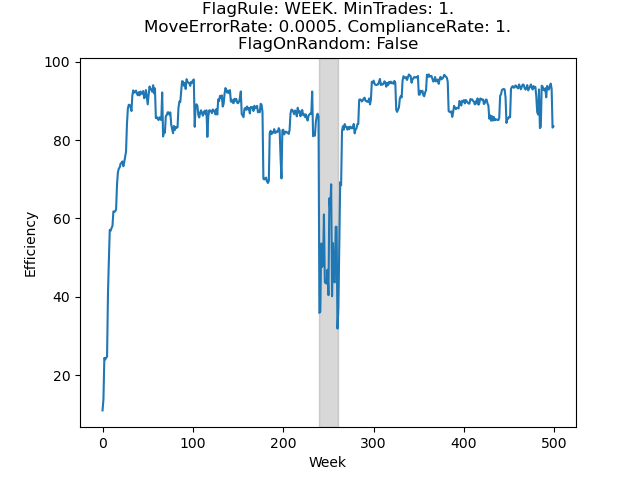 FlagRule: WEEK. MinTrades: 1.
MoveErrorRate: 0.0005. ComplianceRate: 1.
FlagOnRandom: False
100
80
60
40
20
Efficiency
0 100 200 300 400 500
Week